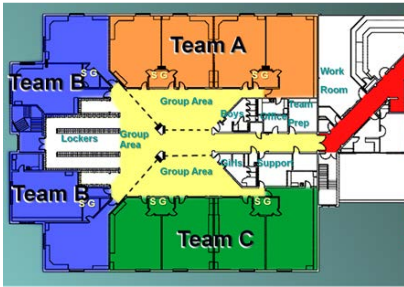 Team A
Work
Room
S G
S G
S G
Team B
Group Area
Boys
Office
Team
Prep
Lockers
Group
Area
Girls
Support
Group Area
Team B
S G
S G
S G
Team C